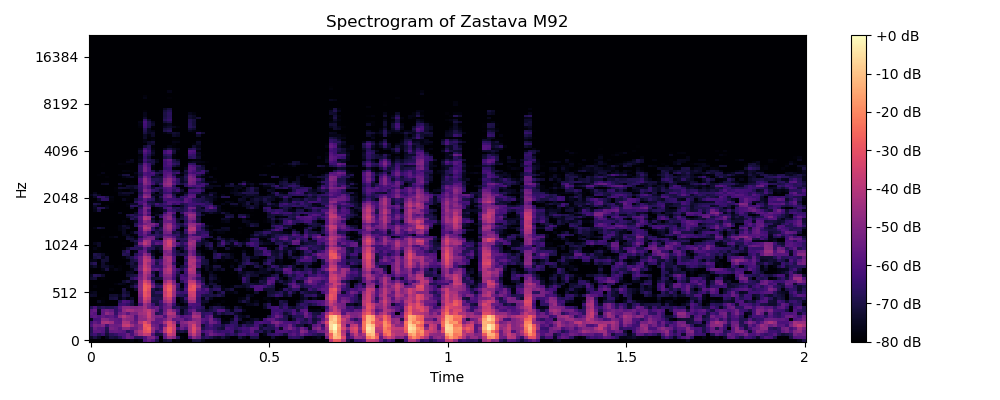 Spectrogram of Zastava M92
16384
8192
4096
2048
1024
512
0
Hz
0
0.5
1
1.5
2
Time
+0 dB
-10 dB
-20 dB
-30 dB
-40 dB
-50 dB
-60 dB
-70 dB
-80 dB